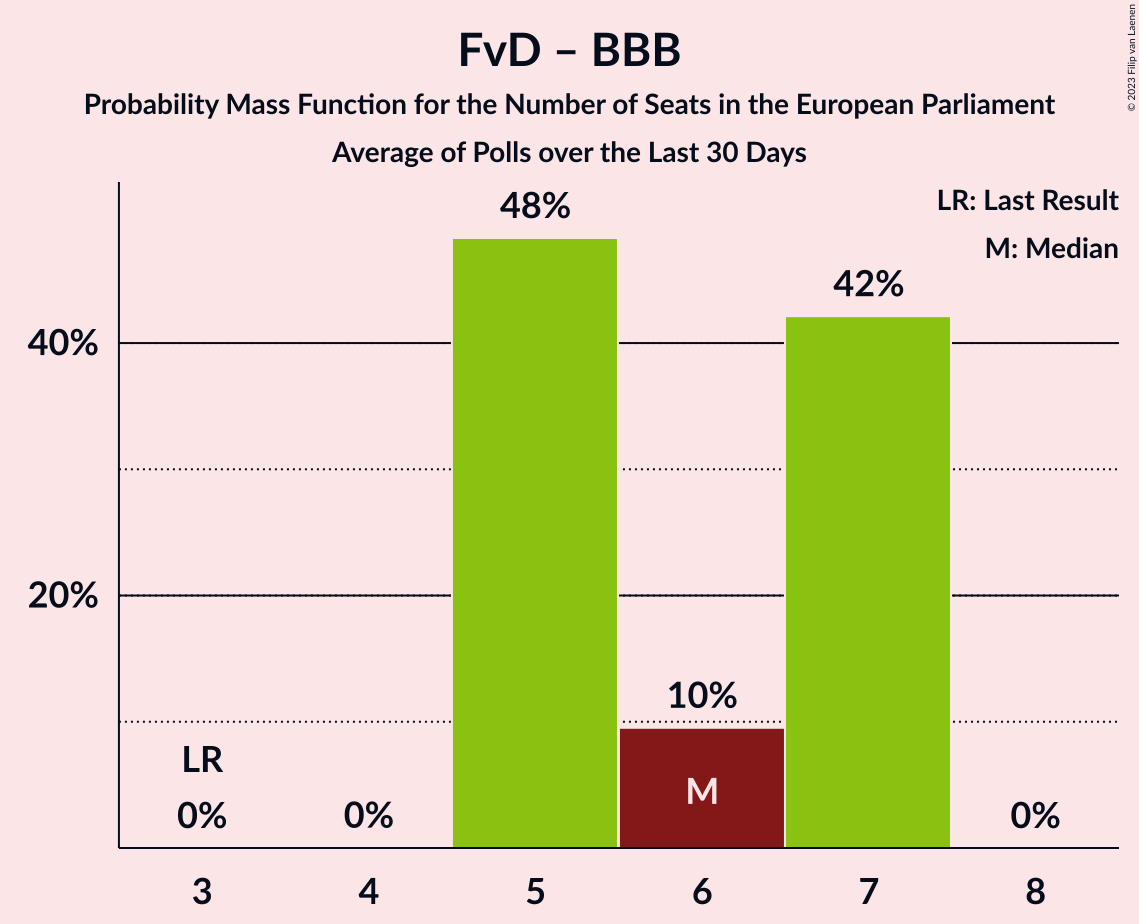 FvD – BBB
Probability Mass Function for the Number of Seats in the European Parliament
Average of Polls over the Last 30 Days
© 2023 Filip van Laenen
LR: Last Result
M: Median
48%
42%
40%
20%
10%
LR
M
0%
0%
0%
3
4
5
6
7
8